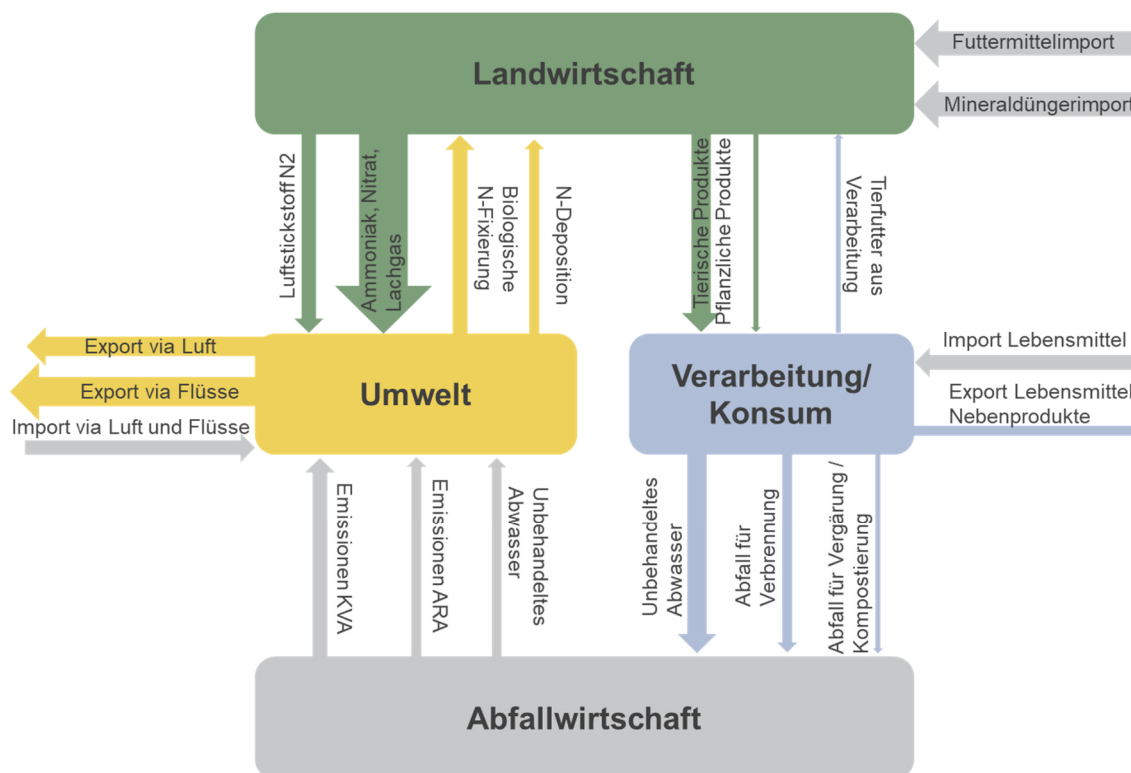 Landwirtschaft
Futtermittelimport
Mineraldüngerimport
Luftstickstoff N2
Ammoniak, Nitrat,
Lachgas
Biologische
N-Fixierung
N-Deposition
Tierische Produkte
Pflanzliche Produkte
Tierfutter aus
Verarbeitung
Export via Luft
Export via Flüsse
Import via Luft und Flüsse
Umwelt
Verarbeitung/
Konsum
Import Lebensmittel
Export Lebensmittel
Nebenprodukte
Emissionen KVA
Emissionen ARA
Unbehandeltes
Abwasser
Unbehandeltes
Abwasser
Abfall für
Verbrennung
Abfall für Vergärung /
Kompostierung
Abfallwirtschaft